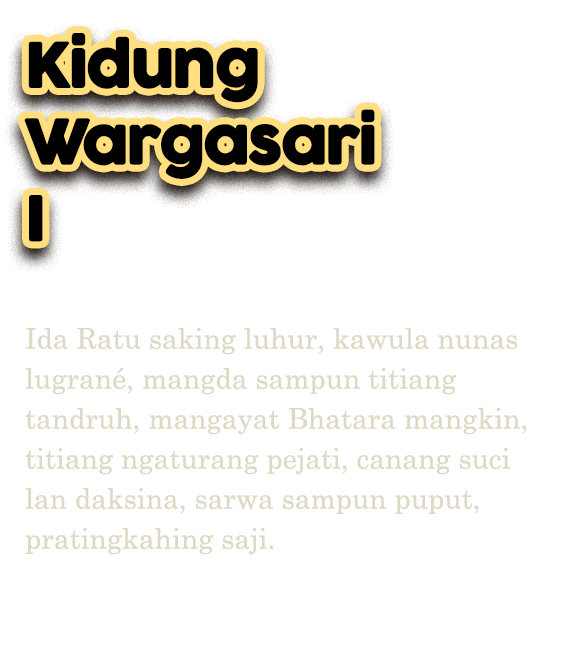 Kidung
Wargasari
I
Ida Ratu saking luhur, kawula nunas
lugrané, mangda sampun titiang
tandruh, mangayat Bhatara mangkin,
titiang ngaturang pejati, canang suci
lan daksina, sarwa sampun puput,
pratingkahing saji.